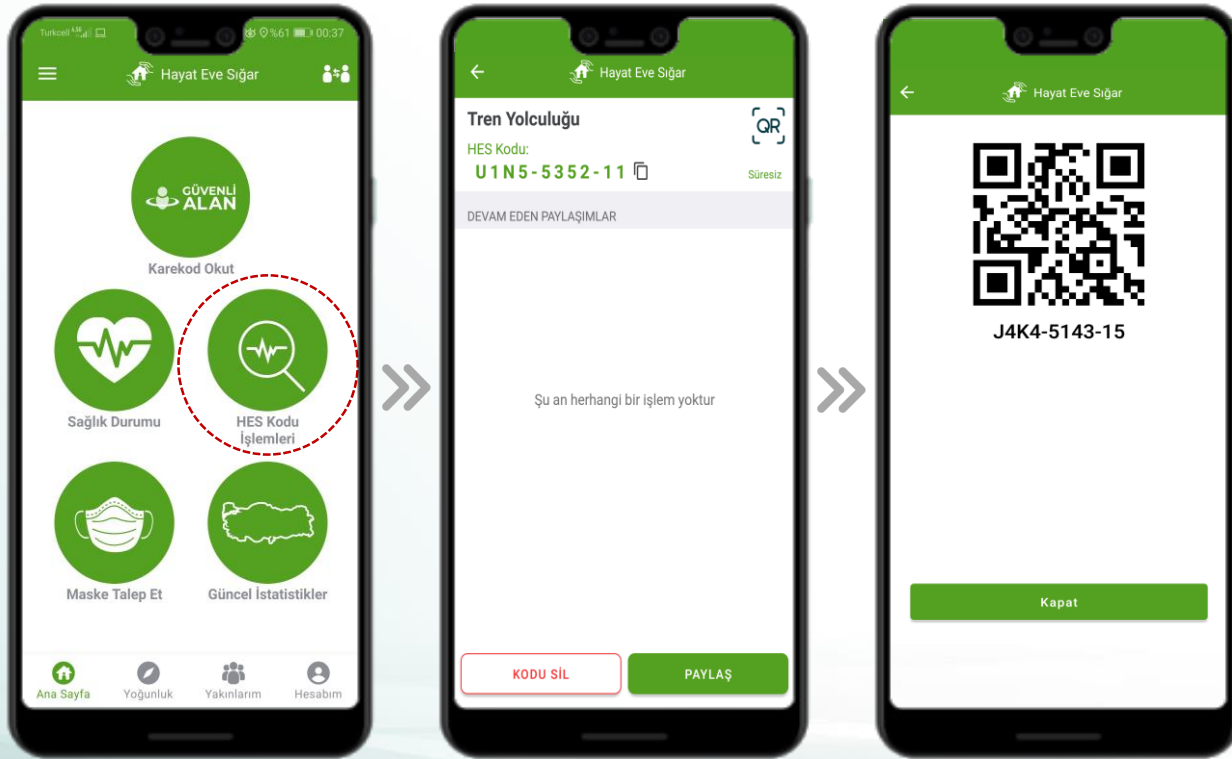 Turkcell
%61
00:37
Hayat Eve Sığar
GÜVENLİ
ALAN
Karekod Okut
Sağlık Durumu
HES Kodu
İşlemleri
Maske Talep Et
Güncel İstatistikler
Ana Sayfa
Yoğunluk
Yakınlarım
Hesabım
Hayat Eve Sığar
Tren Yolculuğu
QR
HES Kodu:
U1N5-5352-11
Süresiz
DEVAM EDEN PAYLAŞIMLAR
Şu an herhangi bir işlem yoktur
KODU SİL
PAYLAŞ
Hayat Eve Sığar
J4K4-5143-15
Kapat